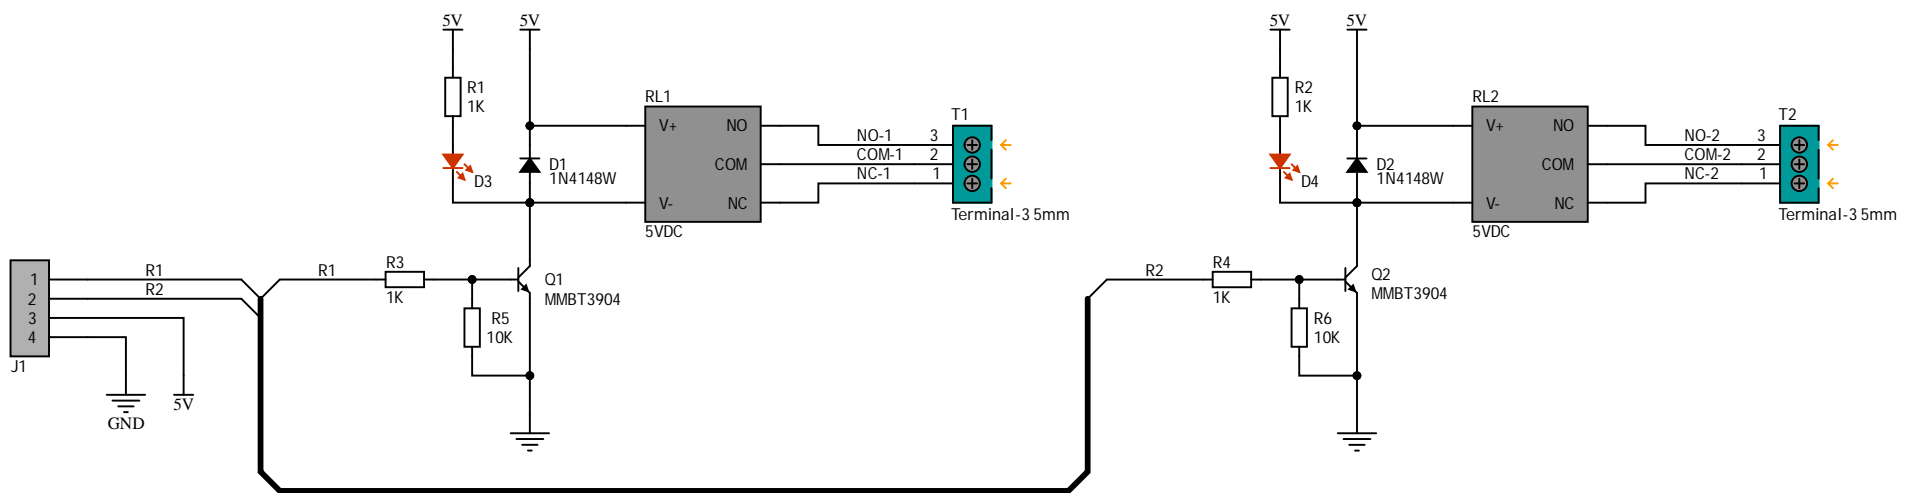 5V
5V
R1
1K
D3
D1
1N4148W
RL1
V+
NO
COM
V-
NC
5VDC
NO-1
3
COM-1
2
NC-1
1
T1
Terminal-3 5mm
5V
5V
R2
1K
D4
D2
1N4148W
RL2
V+
NO
COM
V-
NC
5VDC
NO-2
3
COM-2
2
NC-2
1
T2
Terminal-3 5mm
1
2
3
4
J1
R1
R2
GND
5V
R1
R3
1K
R5
10K
Q1
MMBT3904
R2
R4
1K
R6
10K
Q2
MMBT3904